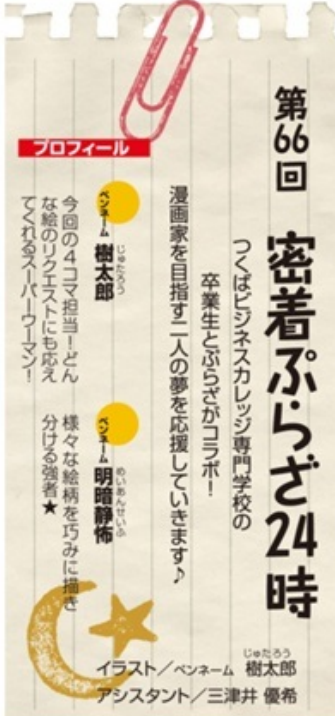 第66回 密着ぷらざ24時
つくばビジネスカレッジ専門学校の
卒業生とぷらざがコラボ！
漫画家を目指す二人の夢を応援していきます♪
プロフィール
ペンネーム 樹太郎
じゅたろう
今回の4コマ担当！どん
な絵のリクエストにも応え
てくれるスーパーウーマン！
ペンネーム 明暗静怖
めいあんせいふ
様々な絵柄を巧みに描き
分ける強者★
イラスト／ペンネーム 樹太郎
じゅたろう
アシスタント／三津井 優希